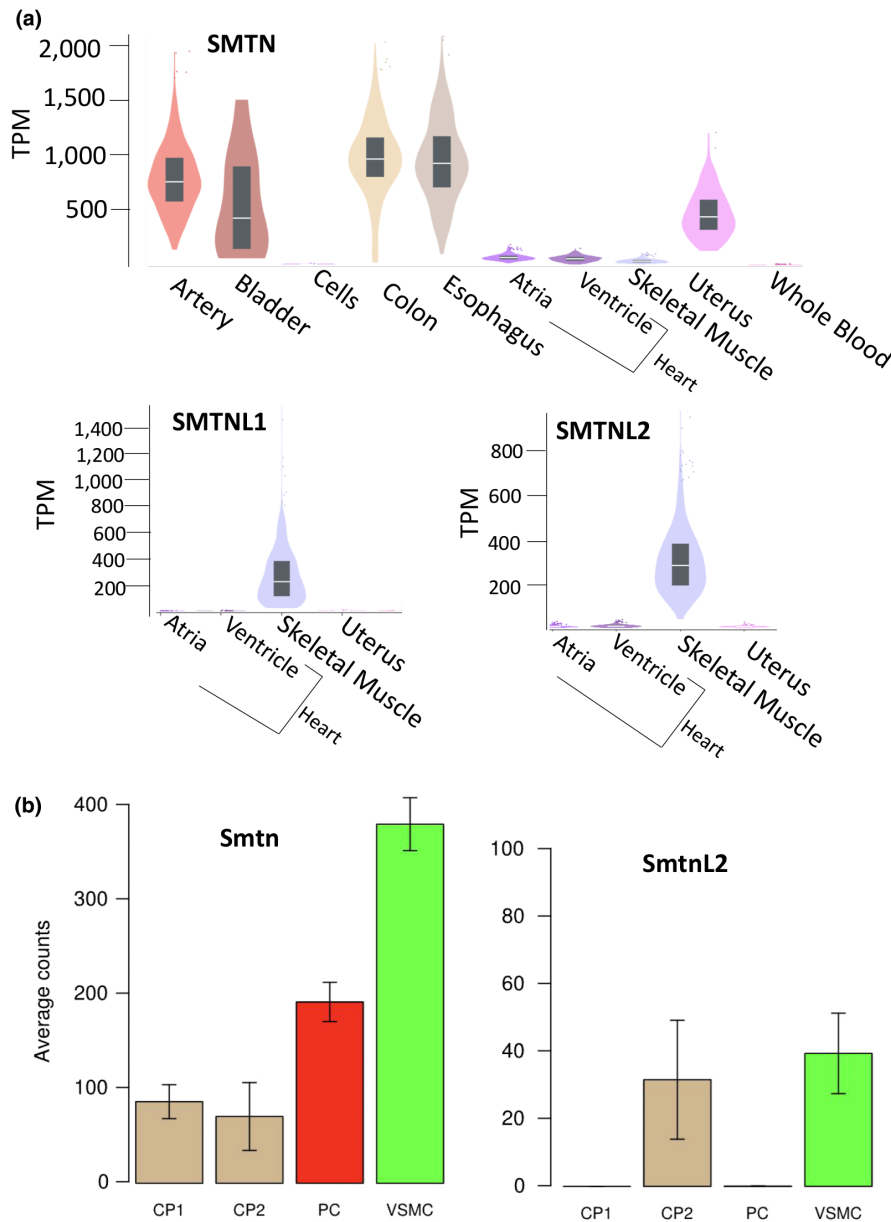 (a)
SMTN
TPM
2,000
1,500
1,000
500
Artery
Bladder
Cells
Colon
Esophagus
Atria
Ventricle
Skeletal Muscle
Uterus
Whole Blood
Heart
SMTNL1
TPM
1,400
1,200
1,000
800
600
400
200
Atria
Ventricle
Skeletal Muscle
Uterus
Heart
SMTNL2
TPM
800
600
400
200
Atria
Ventricle
Skeletal Muscle
Uterus
Heart
(b)
Smtn
Average counts
400
300
200
100
0
CP1
CP2
PC
VSMC
SmtnL2
100
80
60
40
20
0
CP1
CP2
PC
VSMC